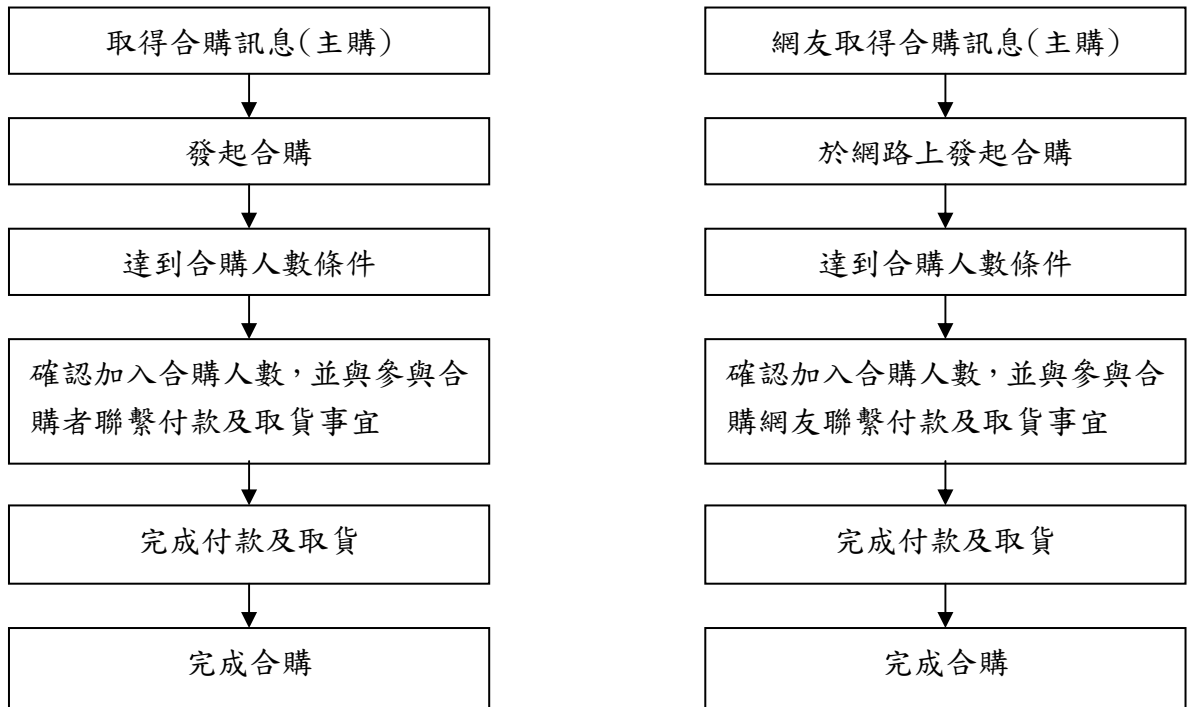 取得合購訊息(主購)
發起合購
達到合購人數條件
確認加入合購人數，並與參與合
購者聯繫付款及取貨事宜
完成付款及取貨
完成合購
網友取得合購訊息(主購)
於網路上發起合購
達到合購人數條件
確認加入合購人數，並與參與合
購網友聯繫付款及取貨事宜
完成付款及取貨
完成合購